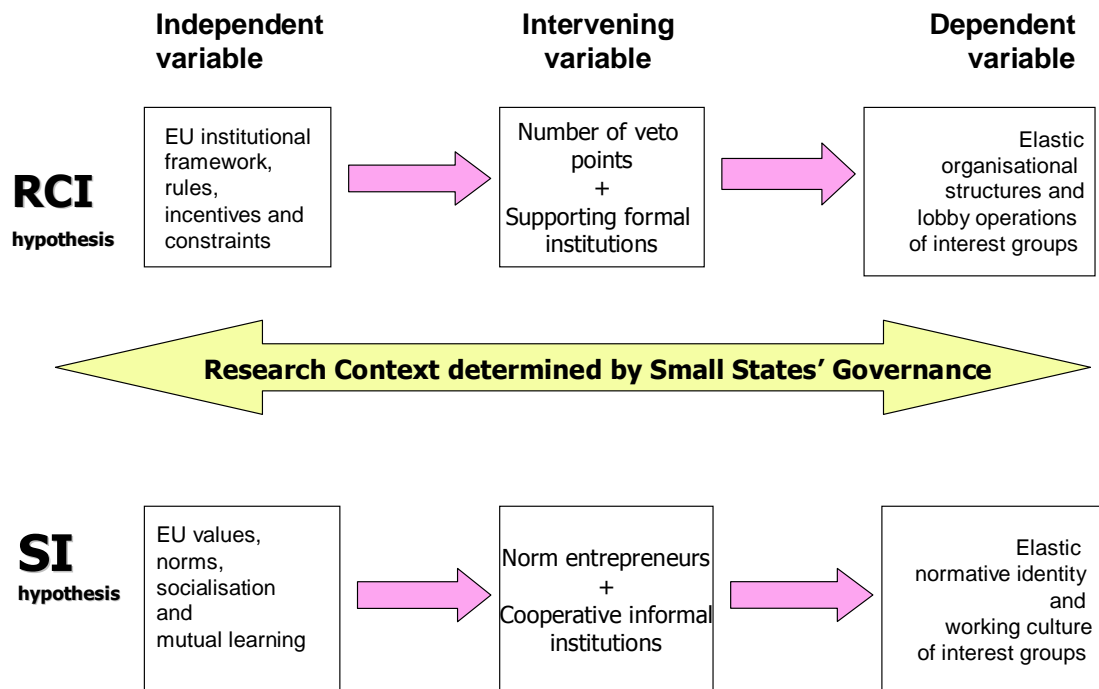 Independent
variable
Intervening
variable
Dependent
variable
RCI
hypothesis
EU institutional
framework,
rules,
incentives and
constraints
Number of veto
points
+
Supporting formal
institutions
Elastic
organisational
structures and
lobby operations
of interest groups
Research Context determined by Small States’ Governance
SI
hypothesis
EU values,
norms,
socialisation
and
mutual learning
Norm entrepreneurs
+
Cooperative informal
institutions
Elastic
normative identity
and
working culture
of interest groups